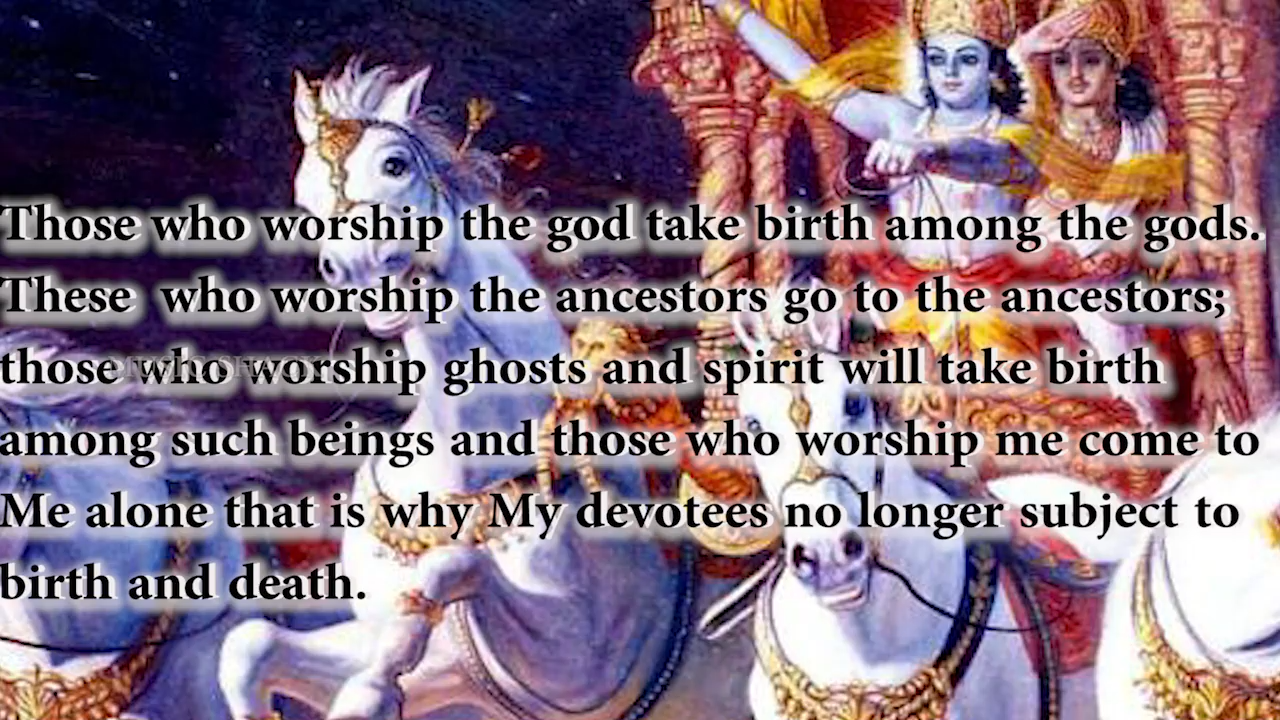 Those who worship the god take birth among the gods.
These who worship the ancestors go to the ancestors;
those who worship ghosts and spirit will take birth
MUSIC SHACK
among such beings and those who worship me come to
Me alone that is why My devotees no longer subject to
birth and death.